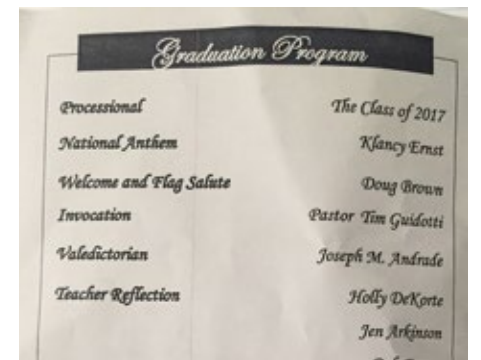 Graduation Program
Processional The Class of 2017
National Anthem Klancy Ernst
Welcome and Flag Salute Doug Brown
Invocation Pastor Tim Guidotti
Valedictorian Joseph M. Andrade
Teacher Reflection Holly DeKorte
Jen Arkinson